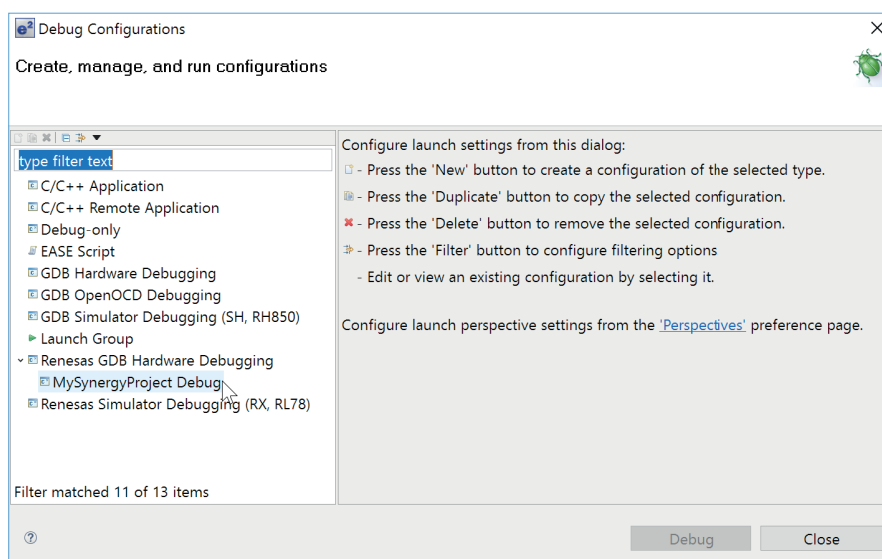 e² Debug Configurations
Create, manage, and run configurations
type filter text
C/C++ Application
C/C++ Remote Application
Debug-only
EASE Script
GDB Hardware Debugging
GDB OpenOCD Debugging
GDB Simulator Debugging (SH, RH850)
Launch Group
Renesas GDB Hardware Debugging
MySynergyProject Debug
Renesas Simulator Debugging (RX, RL78)
Filter matched 11 of 13 items
Configure launch settings from this dialog:
- Press the 'New' button to create a configuration of the selected type.
- Press the 'Duplicate' button to copy the selected configuration.
- Press the 'Delete' button to remove the selected configuration.
- Press the 'Filter' button to configure filtering options
- Edit or view an existing configuration by selecting it.
Configure launch perspective settings from the 'Perspectives' preference page.
?
Debug
Close